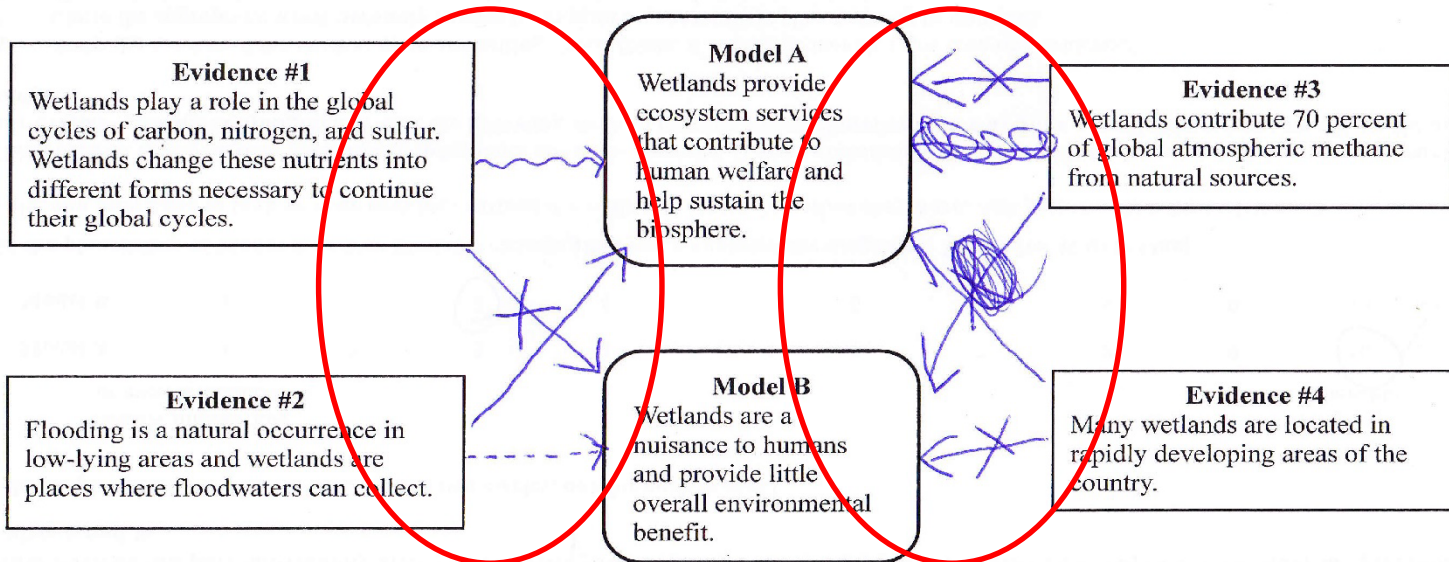 Evidence #1
Wetlands play a role in the global
cycles of carbon, nitrogen, and sulfur.
Wetlands change these nutrients into
different forms necessary to continue
their global cycles.
Evidence #2
Flooding is a natural occurrence in
low-lying areas and wetlands are
places where floodwaters can collect.
Model A
Wetlands provide
ecosystem services
that contribute to
human welfare and
help sustain the
biosphere.
Model B
Wetlands are a
nuisance to humans
and provide little
overall environmental
benefit.
Evidence #3
Wetlands contribute 70 percent
of global atmospheric methane
from natural sources.
Evidence #4
Many wetlands are located in
rapidly developing areas of the
country.